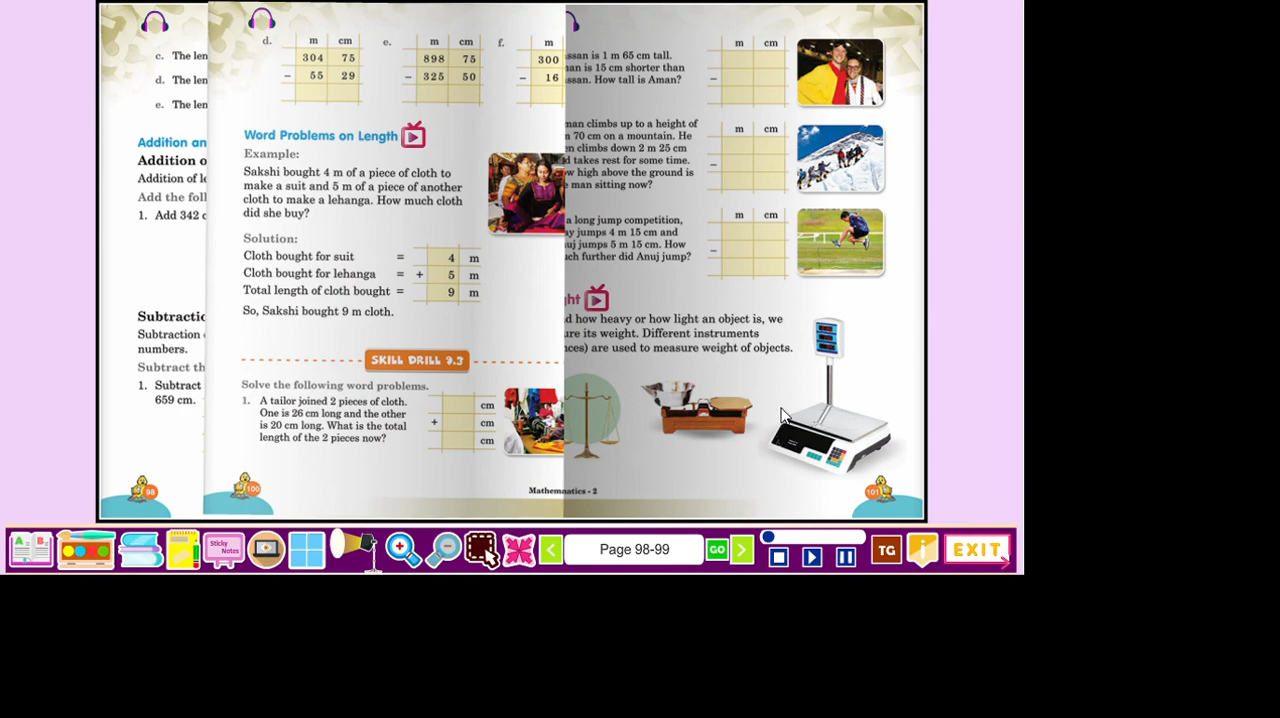 c. The len
d. The len
e. The len
Addition an
Addition o
Addition of le
Add the foll
1. Add 342 c
Subtractio
Subtraction
numbers.
Subtract th
1. Subtract
659 cm.
98
d. m cm
304 75
− 55 29
e. m cm
898 75
− 325 50
f. m
300
− 16
Word Problems on Length
Example:
Sakshi bought 4 m of a piece of cloth to
make a suit and 5 m of a piece of another
cloth to make a lehanga. How much cloth
did she buy?
Solution:
Cloth bought for suit = 4 m
Cloth bought for lehanga = + 5 m
Total length of cloth bought = 9 m
So, Sakshi bought 9 m cloth.
SKILL DRILL 9.3
Solve the following word problems.
1. A tailor joined 2 pieces of cloth.
One is 26 cm long and the other
is 20 cm long. What is the total
length of the 2 pieces now?
cm
+ cm
cm
100
ssan is 1 m 65 cm tall.
an is 15 cm shorter than
ssan. How tall is Aman?
m cm
−
man climbs up to a height of
m 70 cm on a mountain. He
en climbs down 2 m 25 cm
d takes rest for some time.
w high above the ground is
e man sitting now?
m cm
−
a long jump competition,
ay jumps 4 m 15 cm and
uj jumps 5 m 15 cm. How
uch further did Anuj jump?
m cm
−
ght
d how heavy or how light an object is, we
ure its weight. Different instruments
nces) are used to measure weight of objects.
101
A B
Sticky
Notes
Page 98-99
GO
TG
i
EXIT